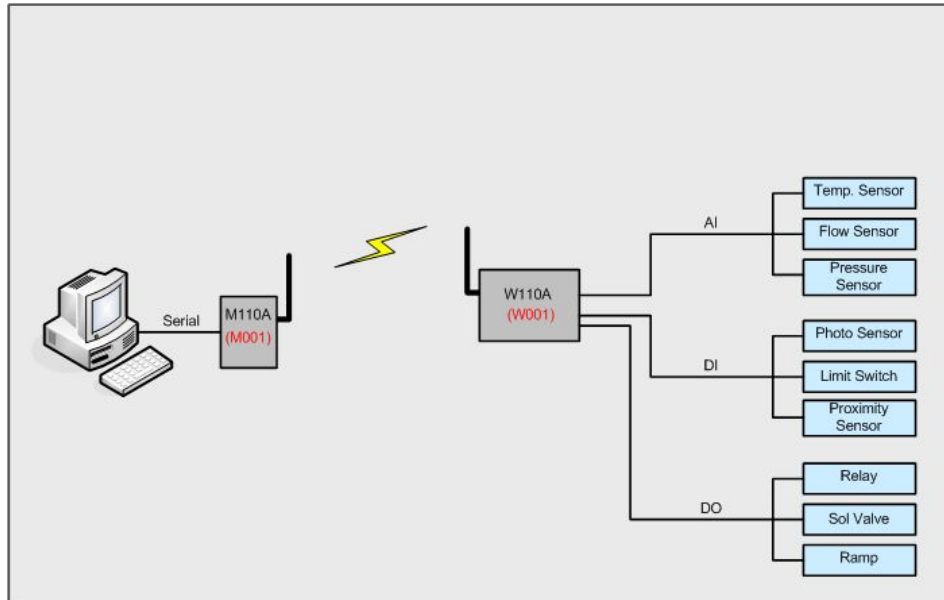 Serial
M110A
(M001)
W110A
(W001)
AI
Temp. Sensor
Flow Sensor
Pressure
Sensor
DI
Photo Sensor
Limit Switch
Proximity
Sensor
DO
Relay
Sol Valve
Ramp